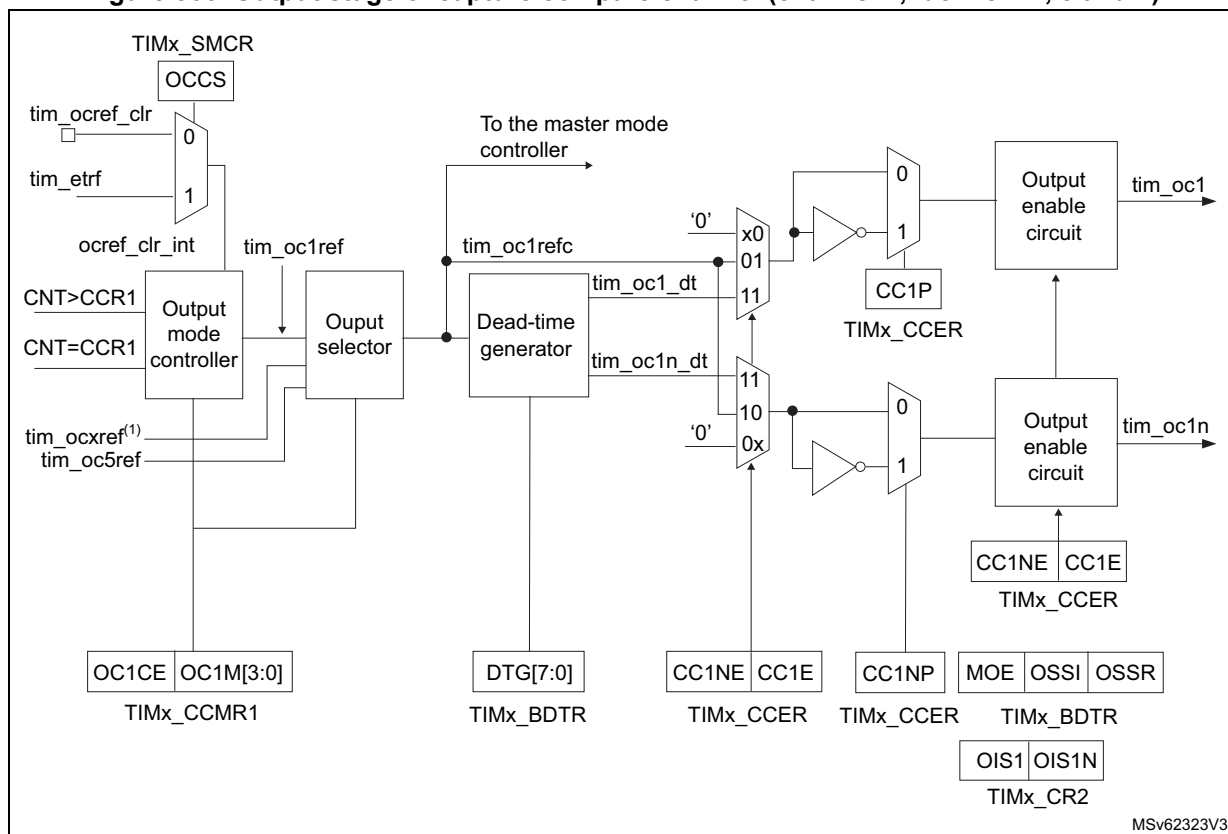 TIMx_SMCR
OCCS
tim_ocref_clr
0
tim_etrf
1
ocref_clr_int
To the master mode
controller
tim_oc1ref
tim_oc1refc
CNT>CCR1
CNT=CCR1
Output
mode
controller
Ouput
selector
Dead-time
generator
tim_ocxref(1)
tim_oc5ref
tim_oc1_dt
tim_oc1n_dt
‘0’
x0
01
11
11
10
‘0’
0x
0
1
CC1P
TIMx_CCER
0
1
Output
enable
circuit
tim_oc1
Output
enable
circuit
tim_oc1n
CC1NE CC1E
TIMx_CCER
OC1CE OC1M[3:0]
TIMx_CCMR1
DTG[7:0]
TIMx_BDTR
CC1NE CC1E
TIMx_CCER
CC1NP
TIMx_CCER
MOE OSSI OSSR
TIMx_BDTR
OIS1 OIS1N
TIMx_CR2
MSv62323V3